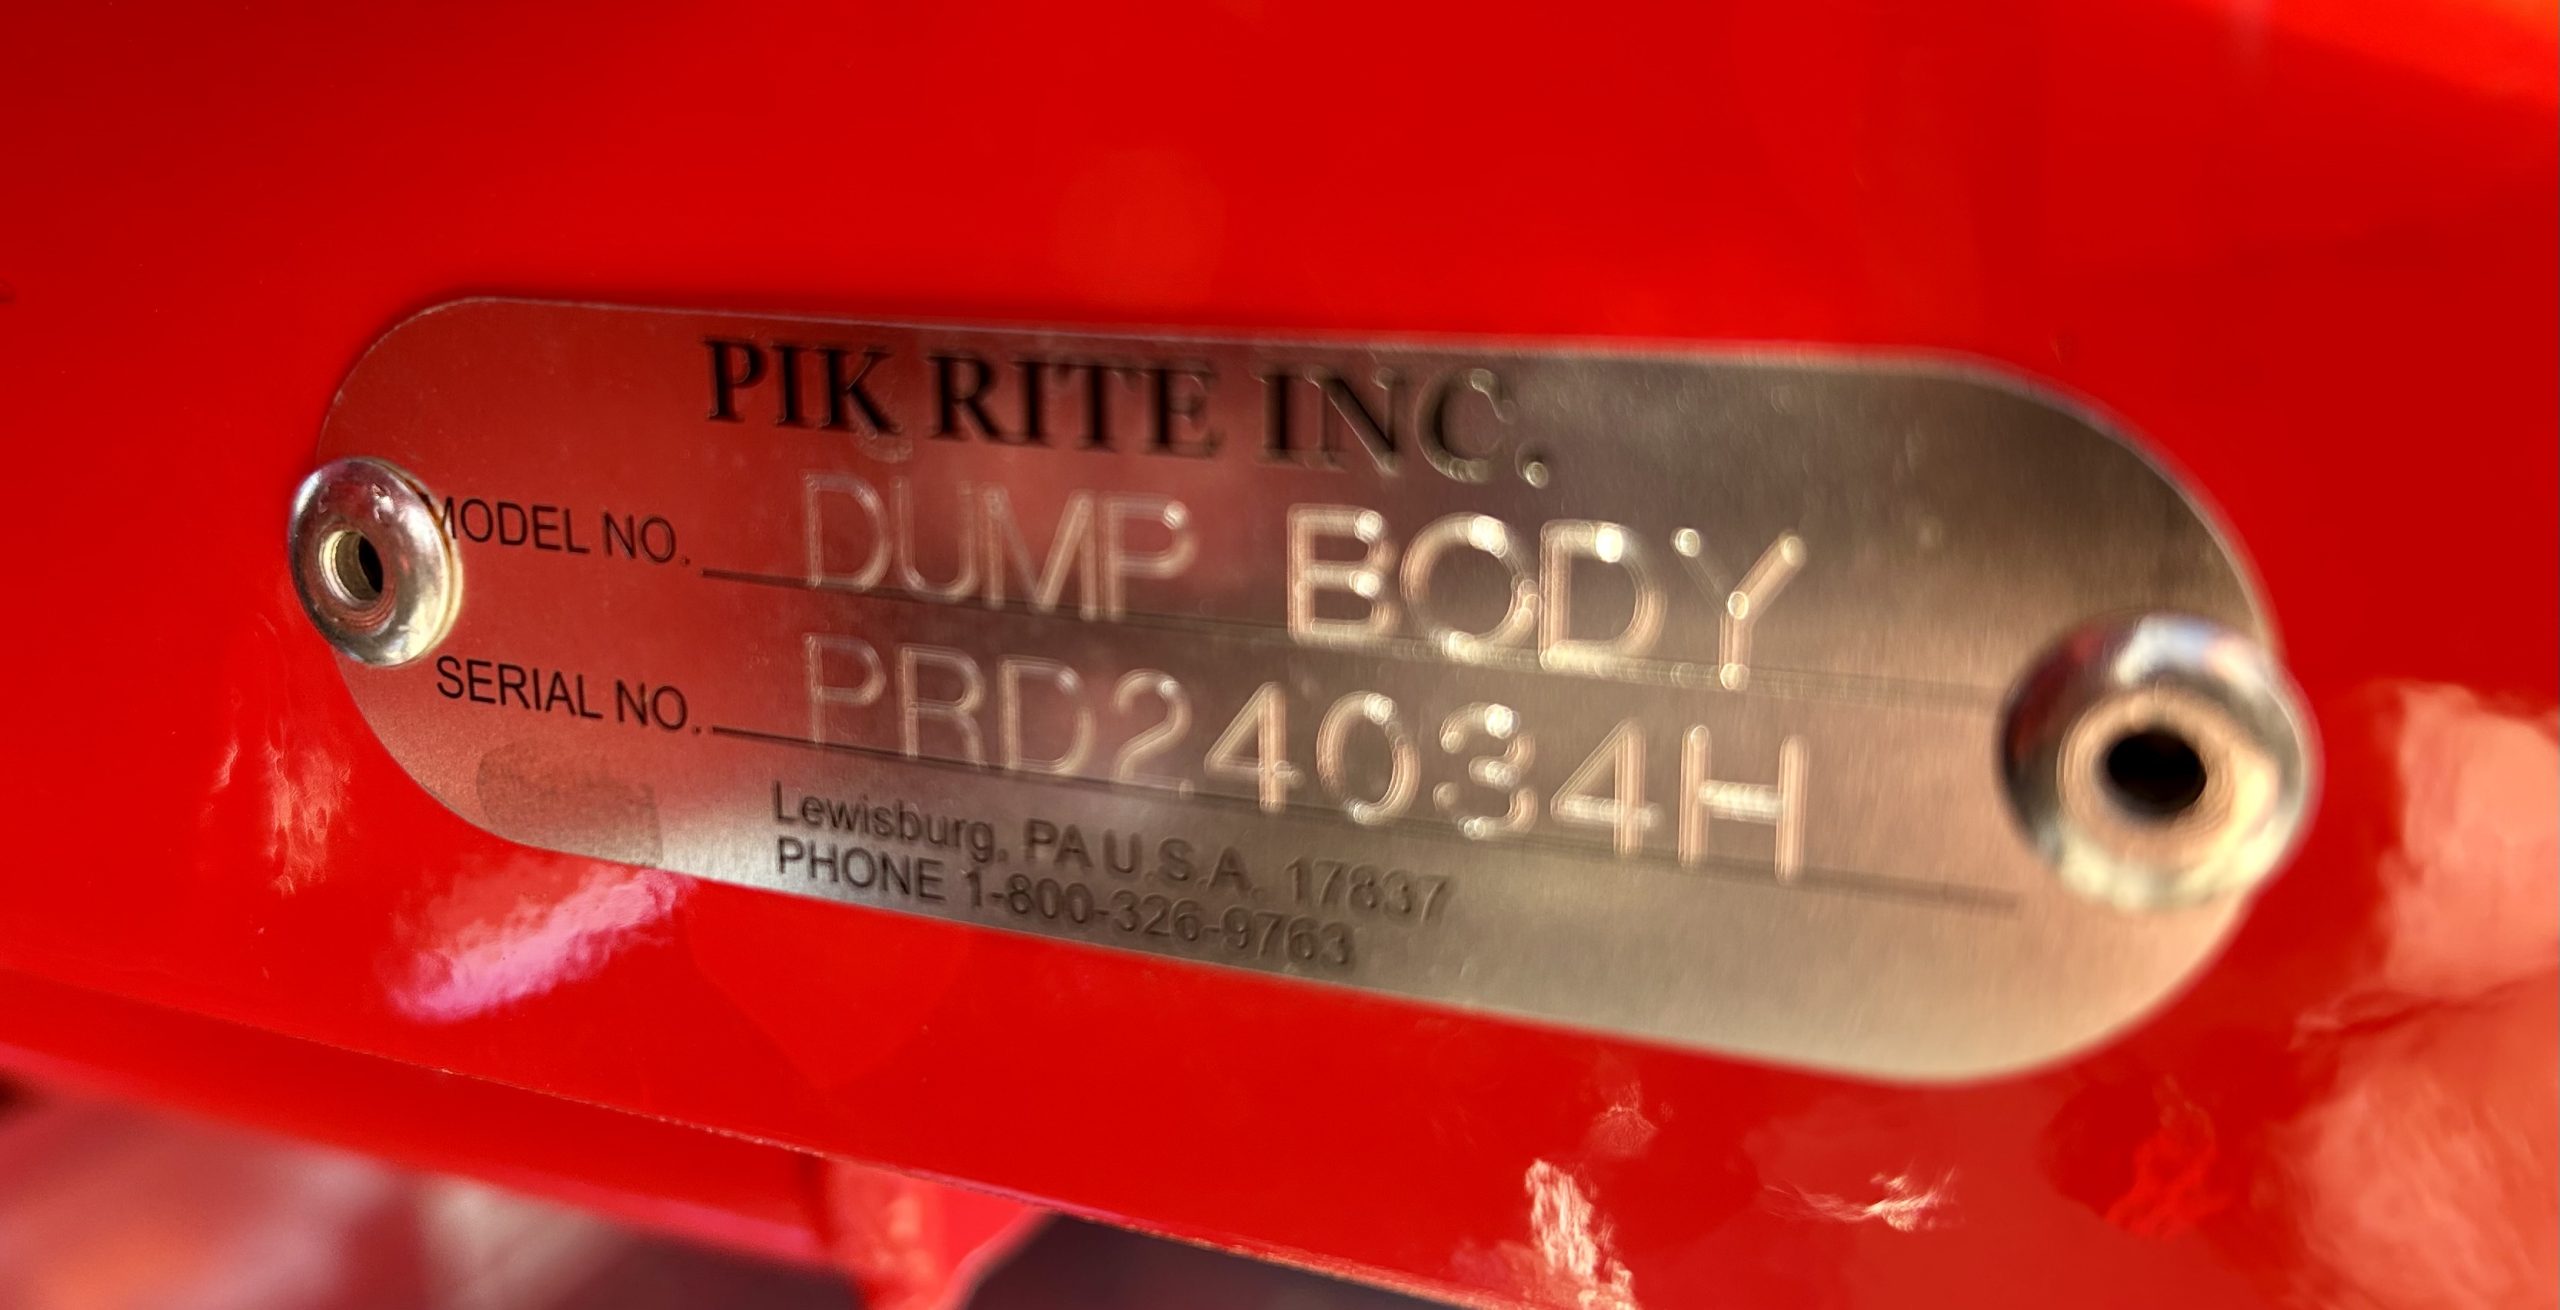 PIK RITE INC.
MODEL NO. DUMP BODY
SERIAL NO. PRD24034H
Lewisburg, PA U.S.A. 17837
PHONE 1-800-326-9763